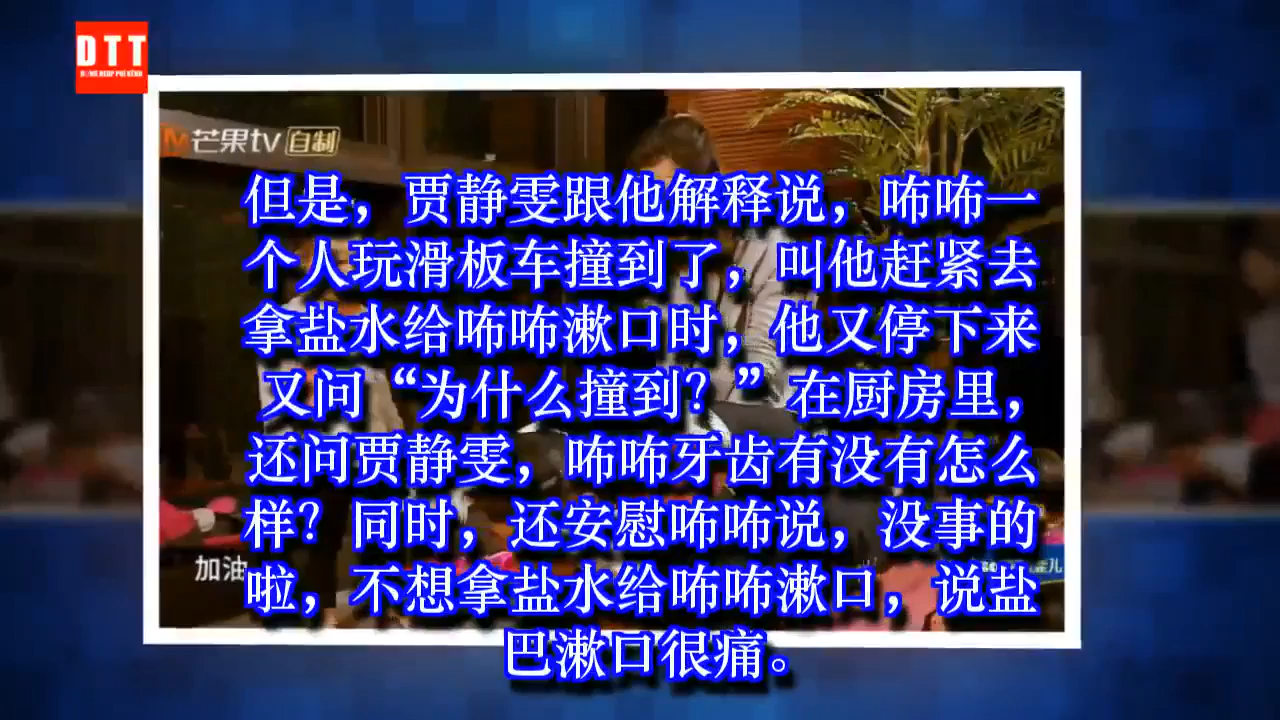 DTT
芒果tv 自制
但是，贾静雯跟他解释说，咘咘一
个人玩滑板车撞到了，叫他赶紧去
拿盐水给咘咘漱口时，他又停下来
又问“为什么撞到？”在厨房里，
还问贾静雯，咘咘牙齿有没有怎么
样？同时，还安慰咘咘说，没事的
啦，不想拿盐水给咘咘漱口，说盐
巴漱口很痛。
加油